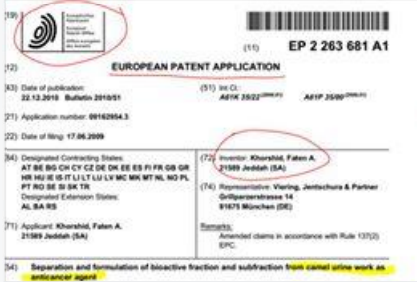 (19)
Europäisches
Patentamt
European
Patent Office
Office européen
des brevets
(11) EP 2 263 681 A1
(12) EUROPEAN PATENT APPLICATION
(43) Date of publication:
22.12.2010 Bulletin 2010/51
(51) Int Cl.:
A61K 35/22 A61P 35/00
(21) Application number: 09162954.3
(22) Date of filing: 17.06.2009
(84) Designated Contracting States:
AT BE BG CH CY CZ DE DK EE ES FI FR GB GR
HR HU IE IS IT LI LT LU LV MC MK MT NL NO PL
PT RO SE SI SK TR
Designated Extension States:
AL BA RS
(71) Applicant: Khorshid, Faten A.
21589 Jeddah (SA)
(72) Inventor: Khorshid, Faten A.
21589 Jeddah (SA)
(74) Representative: Viering, Jentschura & Partner
Grillparzerstrasse 14
81675 München (DE)
Remarks:
Amended claims in accordance with Rule 137(2)
EPC.
(54) Separation and formulation of bioactive fraction and subfraction from camel urine work as
anticancer agent